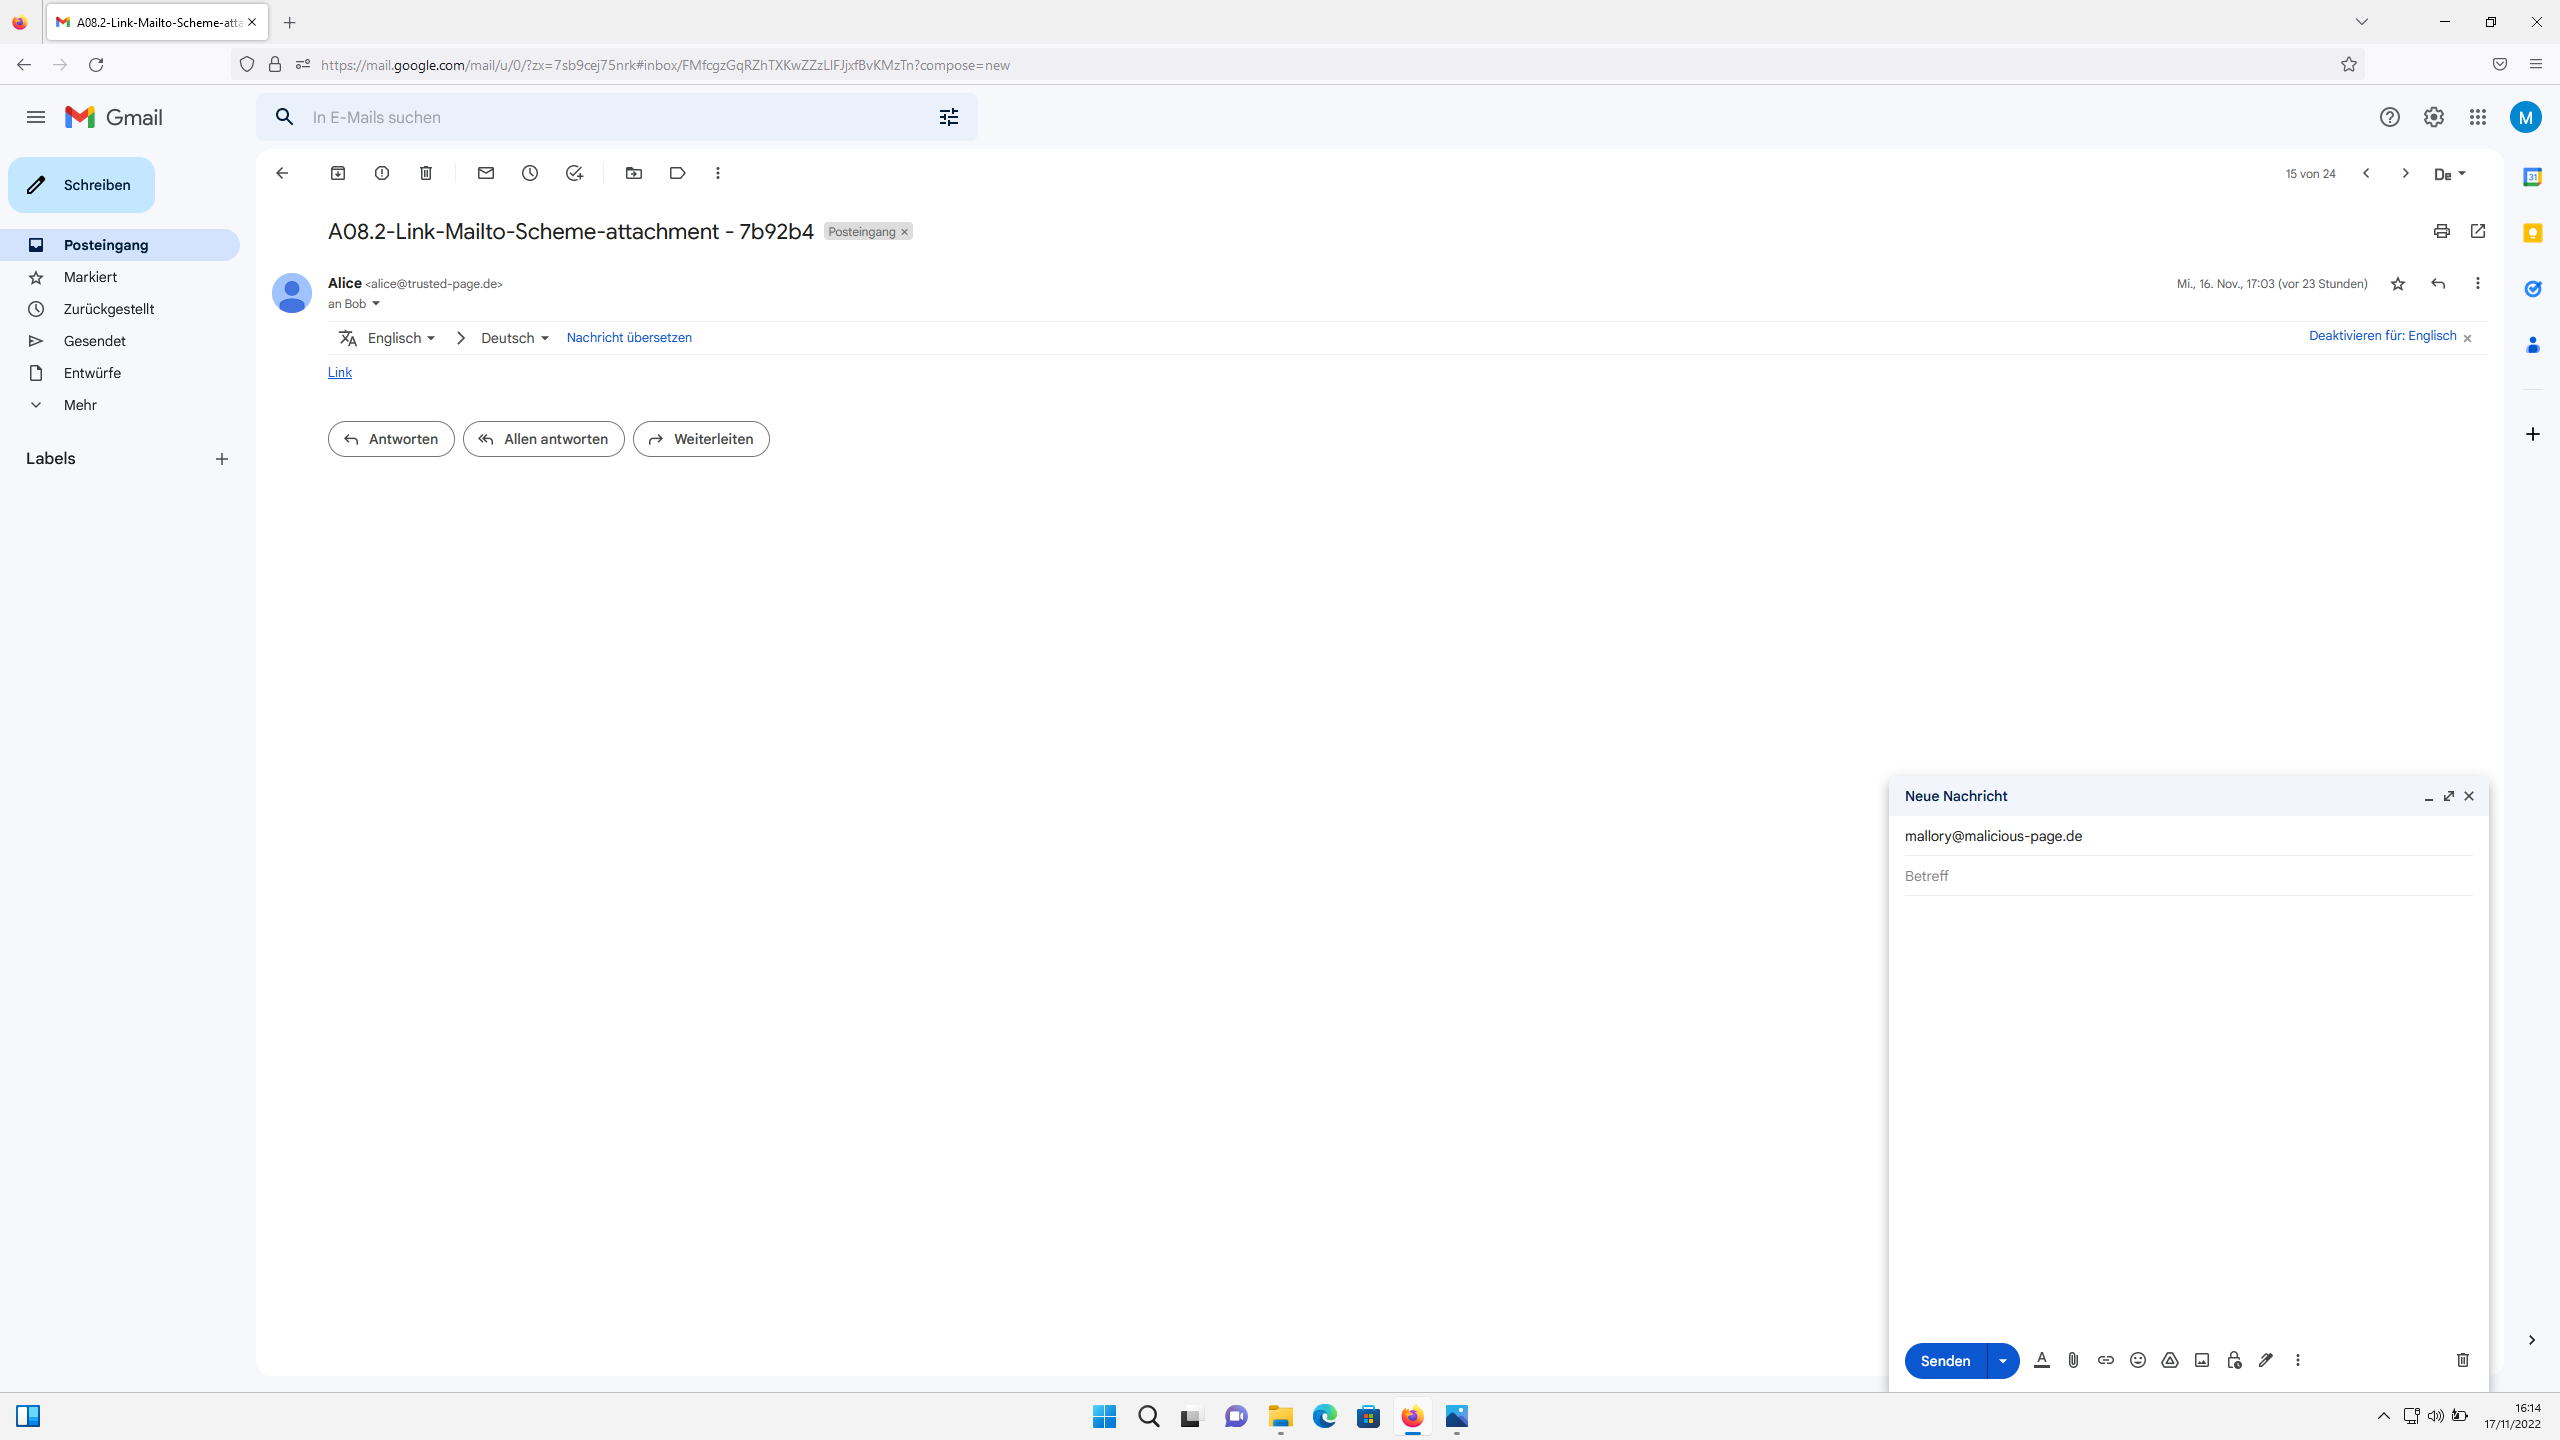 A08.2-Link-Mailto-Scheme-atta
https://mail.google.com/mail/u/0/?zx=7sb9cej75nrk#inbox/FMfcgzGqRZhTXKwZZzLlFJjxfBvKMzTn?compose=new
Gmail
In E-Mails suchen
M
Schreiben
15 von 24
De
Posteingang
Markiert
Zurückgestellt
Gesendet
Entwürfe
Mehr
Labels
A08.2-Link-Mailto-Scheme-attachment - 7b92b4
Posteingang ×
Alice <alice@trusted-page.de>
Mi., 16. Nov., 17:03 (vor 23 Stunden)
an Bob
Englisch
Deutsch
Nachricht übersetzen
Deaktivieren für: Englisch
Link
Antworten
Allen antworten
Weiterleiten
31
Neue Nachricht
mallory@malicious-page.de
Betreff
Senden
16:14
17/11/2022